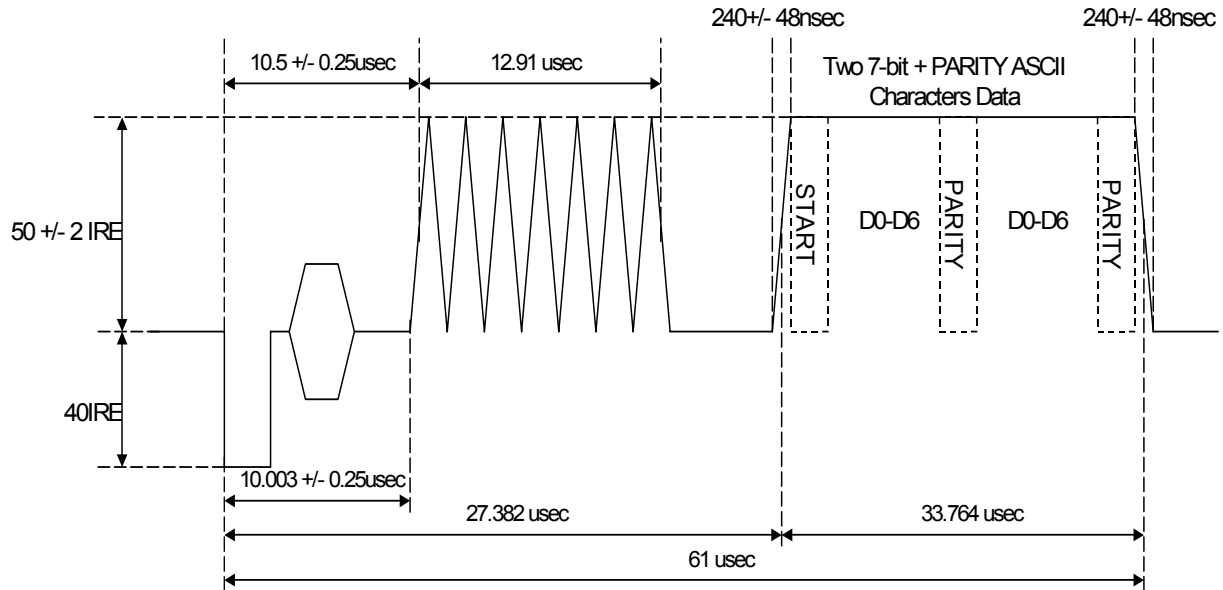 240+/- 48nsec
240+/- 48nsec
10.5 +/- 0.25usec
12.91 usec
Two 7-bit + PARITY ASCII
Characters Data
50 +/- 2 IRE
START
D0-D6
PARITY
D0-D6
PARITY
40IRE
10.003 +/- 0.25usec
27.382 usec
33.764 usec
61 usec